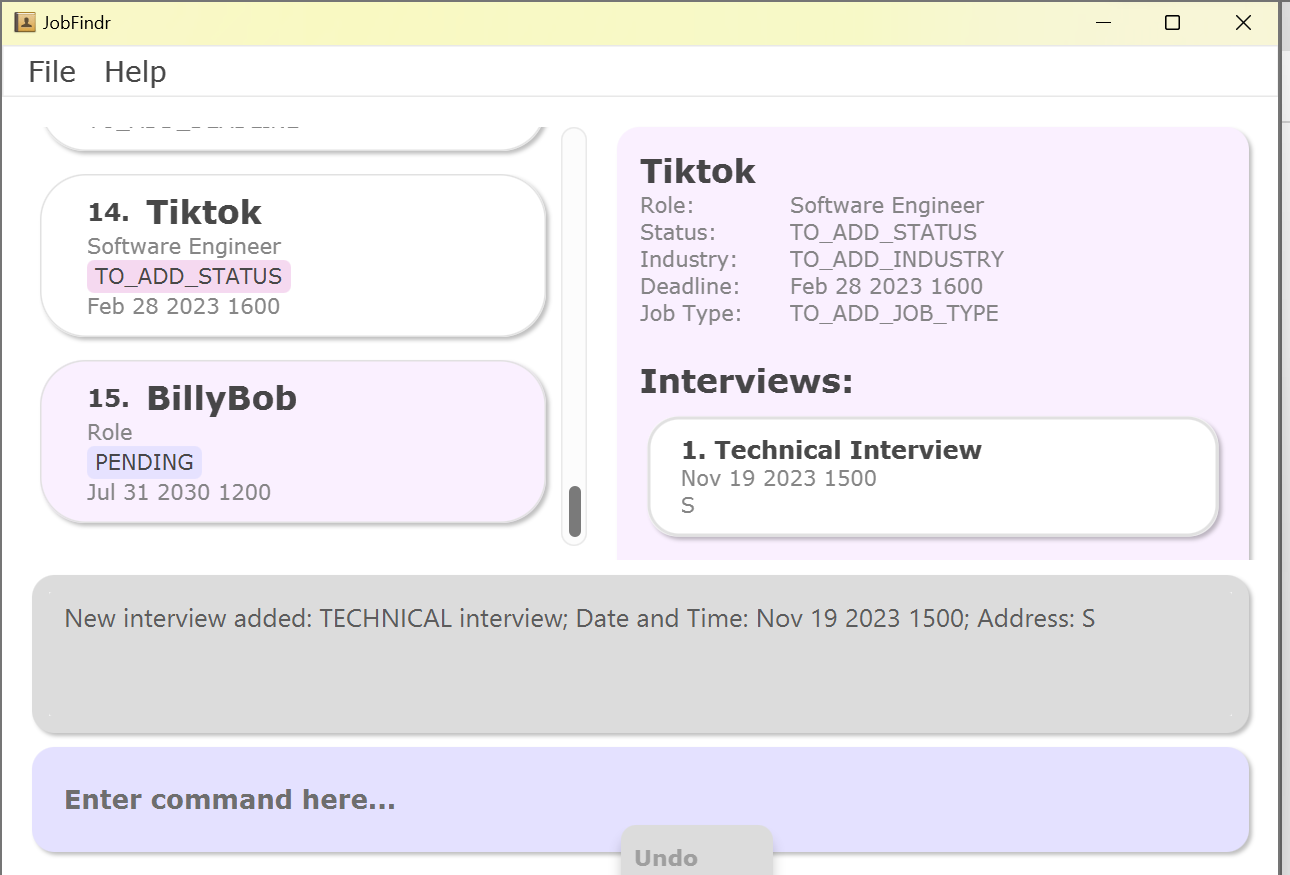 JobFindr
File Help
14. Tiktok
Software Engineer
TO_ADD_STATUS
Feb 28 2023 1600
15. BillyBob
Role
PENDING
Jul 31 2030 1200
Tiktok
Role: Software Engineer
Status: TO_ADD_STATUS
Industry: TO_ADD_INDUSTRY
Deadline: Feb 28 2023 1600
Job Type: TO_ADD_JOB_TYPE
Interviews:
1. Technical Interview
Nov 19 2023 1500
S
New interview added: TECHNICAL interview; Date and Time: Nov 19 2023 1500; Address: S
Enter command here...
Undo